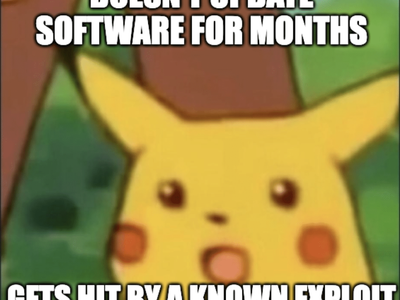 DOESN'T UPDATE
SOFTWARE FOR MONTHS
GETS HIT BY A KNOWN EXPLOIT